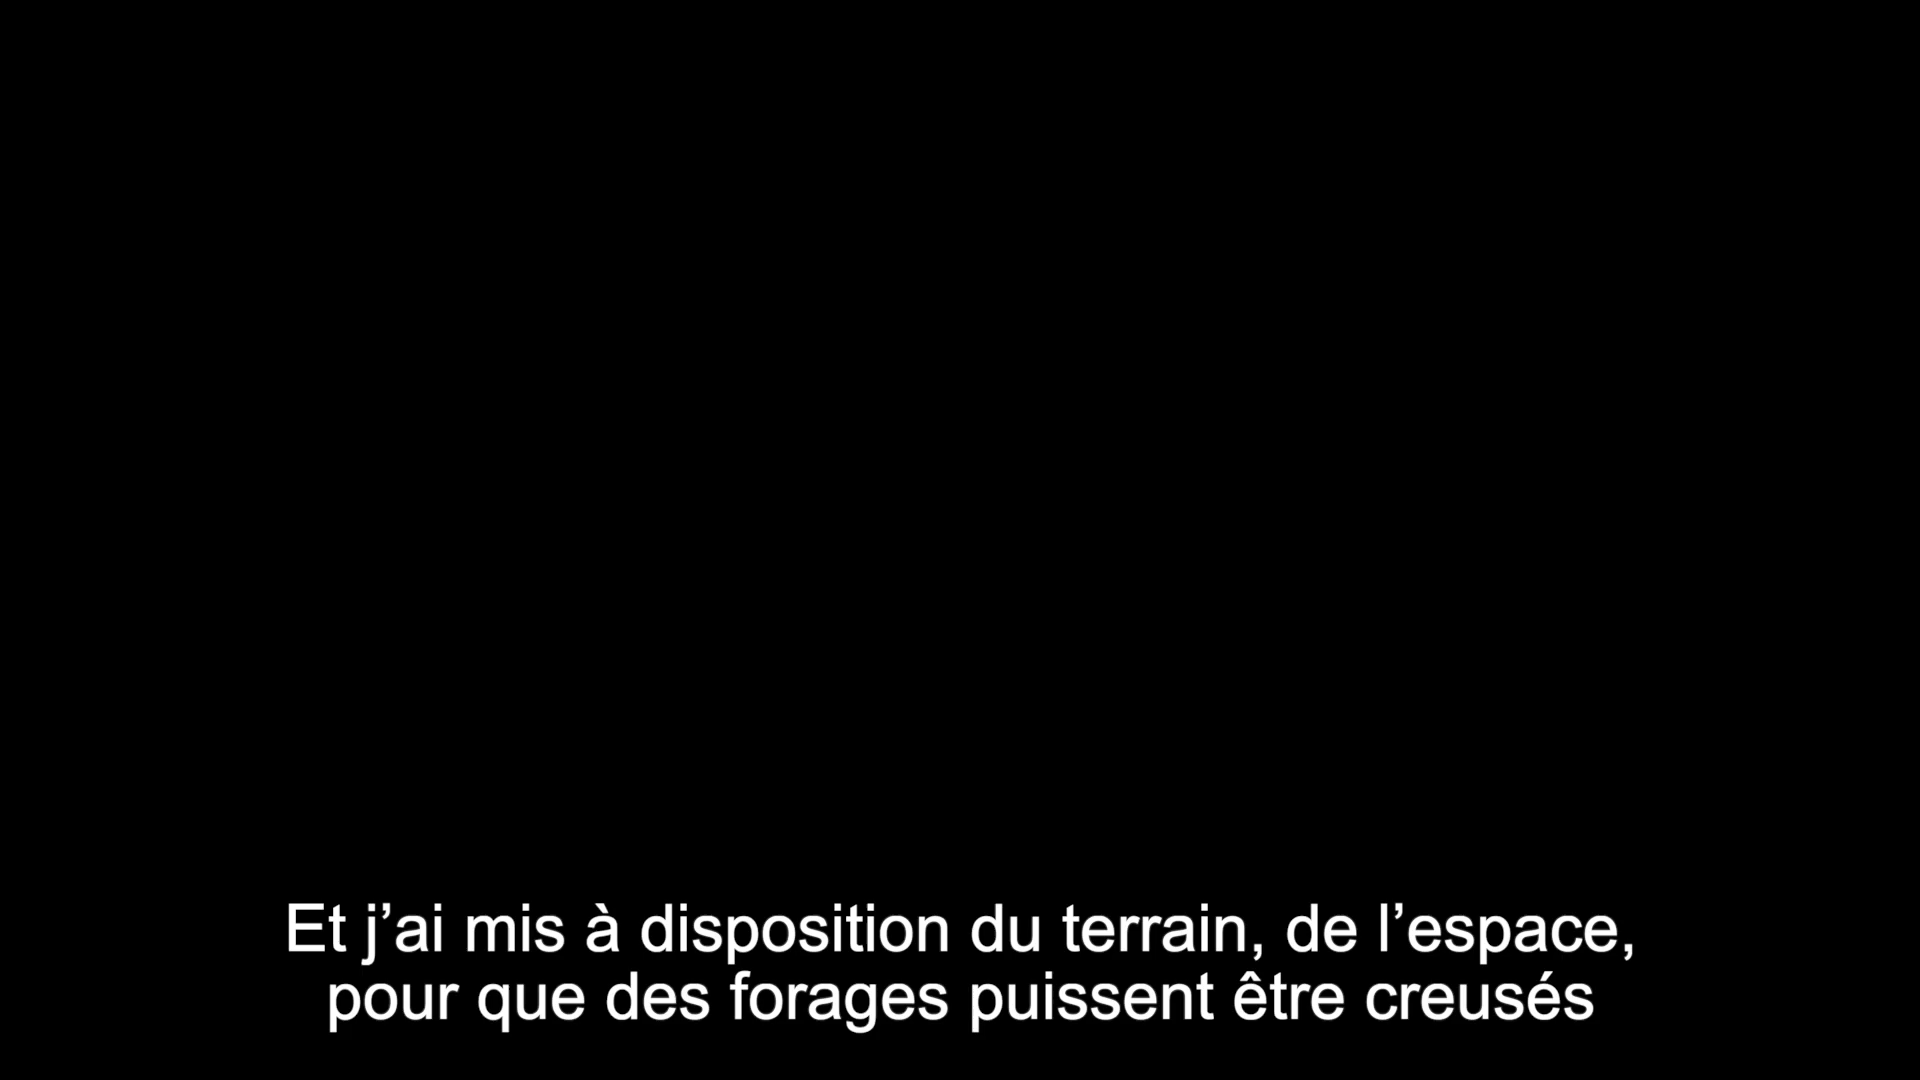 Et j’ai mis à disposition du terrain, de l’espace,
pour que des forages puissent être creusés